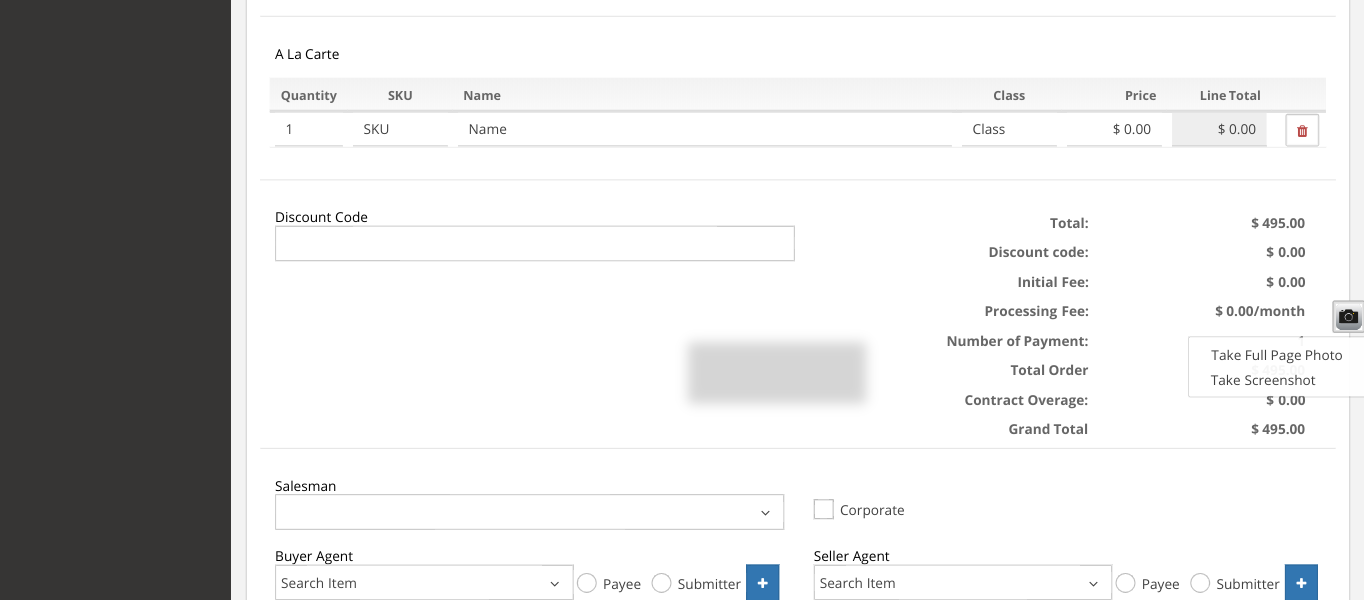 A La Carte
Quantity SKU Name Class Price Line Total
1 SKU Name Class $ 0.00 $ 0.00
Discount Code
Total: $ 495.00
Discount code: $ 0.00
Initial Fee: $ 0.00
Processing Fee: $ 0.00/month
Number of Payment:
Take Full Page Photo
Total Order $ 495.00
Take Screenshot
Contract Overage: $ 0.00
Grand Total $ 495.00
Salesman
Corporate
Buyer Agent Seller Agent
Search Item Payee Submitter + Search Item Payee Submitter +